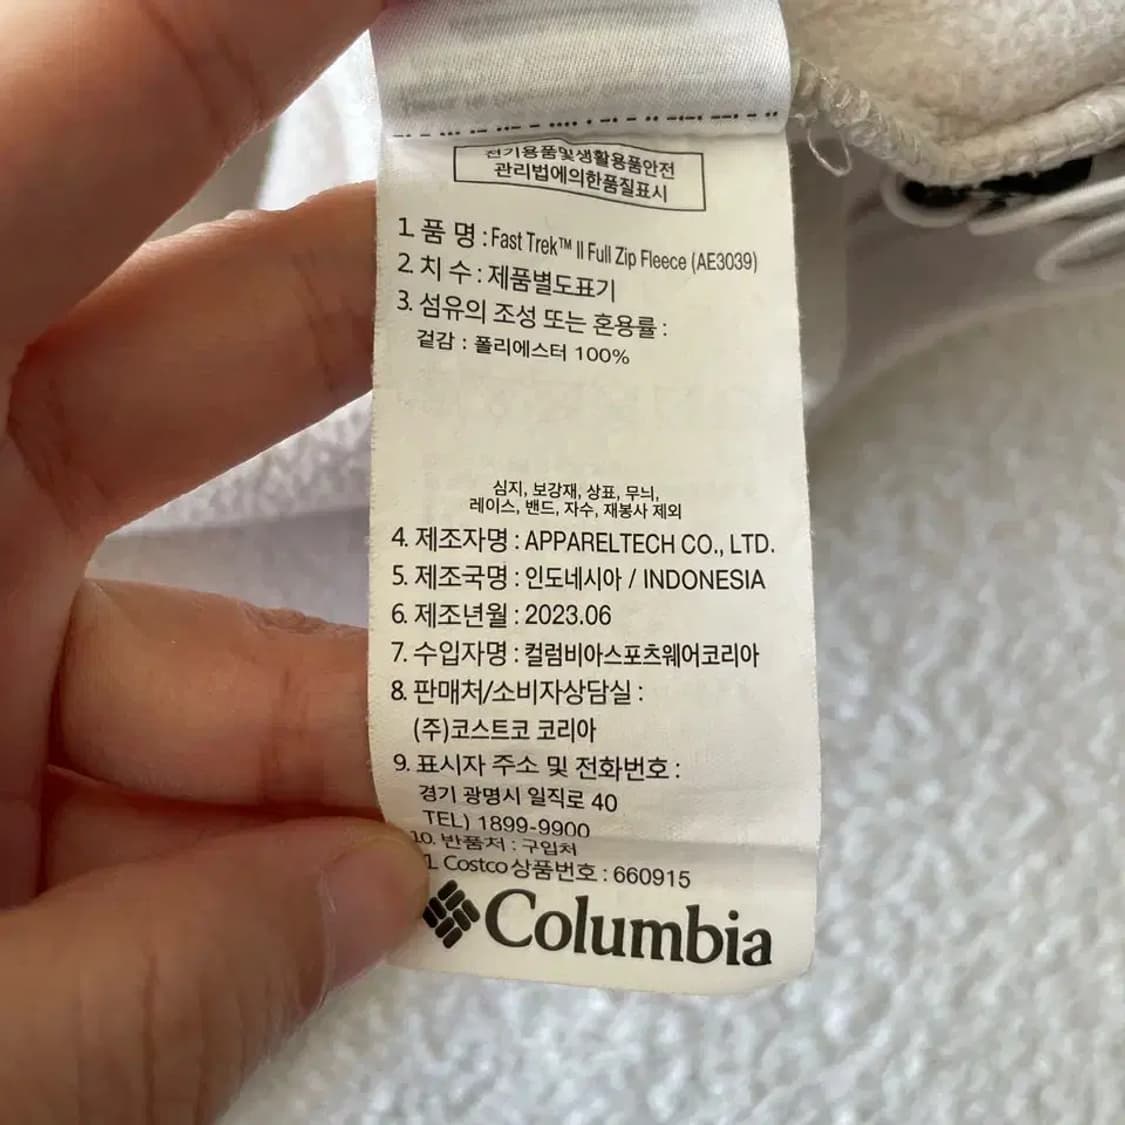 전기용품및생활용품안전
관리법에의한품질표시
1. 품 명 : Fast Trek™ II Full Zip Fleece (AE3039)
2. 치 수 : 제품별도표기
3. 섬유의 조성 또는 혼용률 :
겉감 : 폴리에스터 100%
심지, 보강재, 상표, 무늬,
레이스, 밴드, 자수, 재봉사 제외
4. 제조자명 : APPARELTECH CO., LTD.
5. 제조국명 : 인도네시아 / INDONESIA
6. 제조년월 : 2023.06
7. 수입자명 : 컬럼비아스포츠웨어코리아
8. 판매처/소비자상담실 :
(주)코스트코 코리아
9. 표시자 주소 및 전화번호 :
경기 광명시 일직로 40
TEL) 1899-9900
10. 반품처 : 구입처
1. Costco 상품번호 : 660915
Columbia